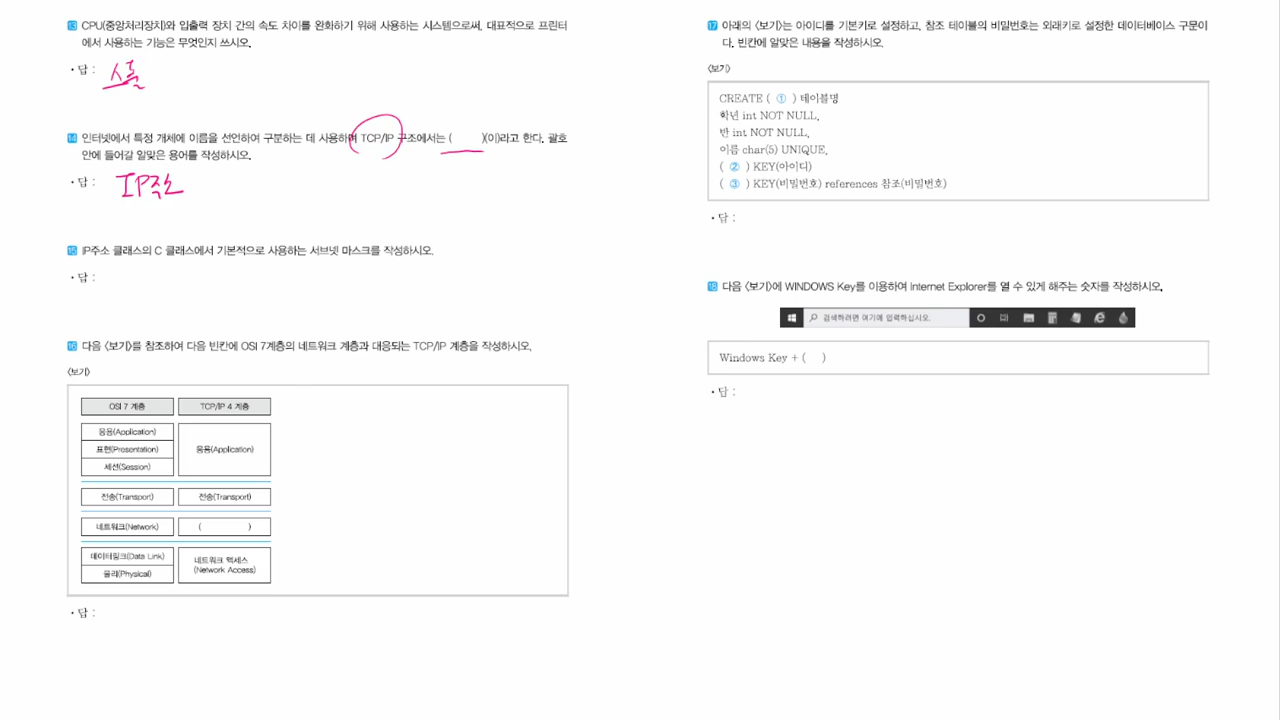 13 CPU(중앙처리장치)와 입출력 장치 간의 속도 차이를 완화하기 위해 사용하는 시스템으로써, 대표적으로 프린터
에서 사용하는 기능은 무엇인지 쓰시오.
• 답 : 스풀
14 인터넷에서 특정 개체에 이름을 선언하여 구분하는 데 사용하며 TCP/IP 구조에서는 ( )(이)라고 한다. 괄호
안에 들어갈 알맞은 용어를 작성하시오.
• 답 : IP주소
15 IP주소 클래스의 C 클래스에서 기본적으로 사용하는 서브넷 마스크를 작성하시오.
• 답 :
16 다음 〈보기〉를 참조하여 다음 빈칸에 OSI 7계층의 네트워크 계층과 대응되는 TCP/IP 계층을 작성하시오.
〈보기〉
OSI 7 계층 TCP/IP 4 계층
응용(Application)
표현(Presentation) 응용(Application)
세션(Session)
전송(Transport) 전송(Transport)
네트워크(Network) ( )
데이터링크(Data Link) 네트워크 액세스
물리(Physical) (Network Access)
• 답 :
17 아래의 〈보기〉는 아이디를 기본키로 설정하고, 참조 테이블의 비밀번호는 외래키로 설정한 데이터베이스 구문이
다. 빈칸에 알맞은 내용을 작성하시오.
〈보기〉
CREATE ( ① ) 테이블명
학년 int NOT NULL,
반 int NOT NULL,
이름 char(5) UNIQUE,
( ② ) KEY(아이디)
( ③ ) KEY(비밀번호) references 참조(비밀번호)
• 답 :
18 다음 〈보기〉에 WINDOWS Key를 이용하여 Internet Explorer를 열 수 있게 해주는 숫자를 작성하시오.
검색하려면 여기에 입력하십시오.
Windows Key + ( )
• 답 :